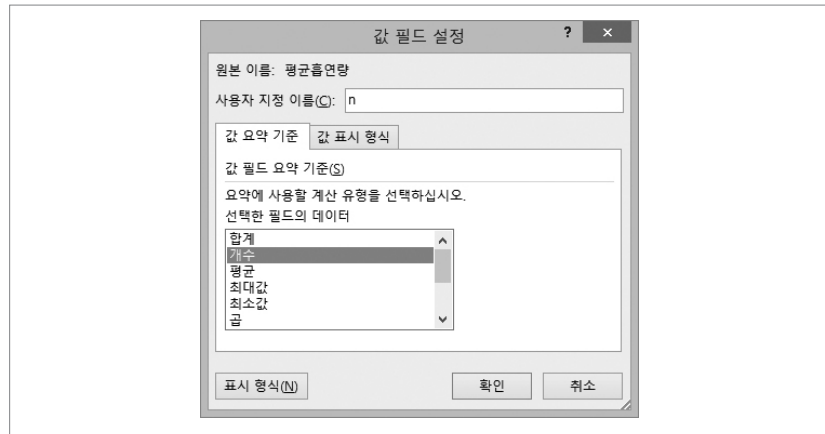 값 필드 설정 ? ×
원본 이름: 평균흡연량
사용자 지정 이름(C): n
값 요약 기준 값 표시 형식
값 필드 요약 기준(S)
요약에 사용할 계산 유형을 선택하십시오.
선택한 필드의 데이터
합계
개수
평균
최대값
최소값
곱
표시 형식(N) 확인 취소